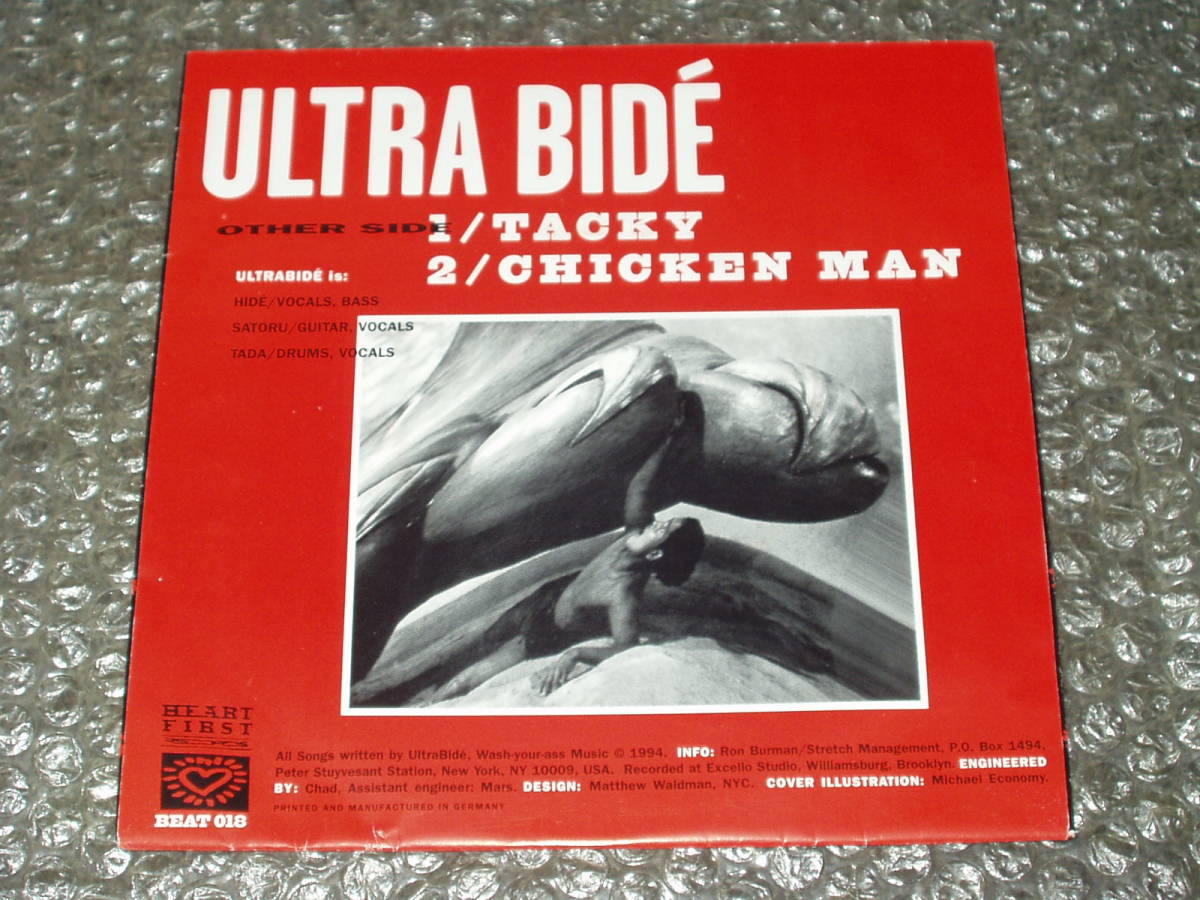 ULTRA BIDÉ
OTHER SIDE 1/TACKY
2/CHICKEN MAN
ULTRABIDÉ is:
HIDÉ/VOCALS, BASS
SATORU/GUITAR, VOCALS
TADA/DRUMS, VOCALS
HEART
FIRST
BEAT 018
All Songs written by UltraBidé, Wash-your-ass Music © 1994. INFO: Ron Burman/Stretch Management, P.O. Box 1494,
Peter Stuyvesant Station, New York, NY 10009, USA. Recorded at Excello Studio, Williamsburg, Brooklyn. ENGINEERED
BY: Chad, Assistant engineer: Mars. DESIGN: Matthew Waldman, NYC. COVER ILLUSTRATION: Michael Economy.
PRINTED AND MANUFACTURED IN GERMANY